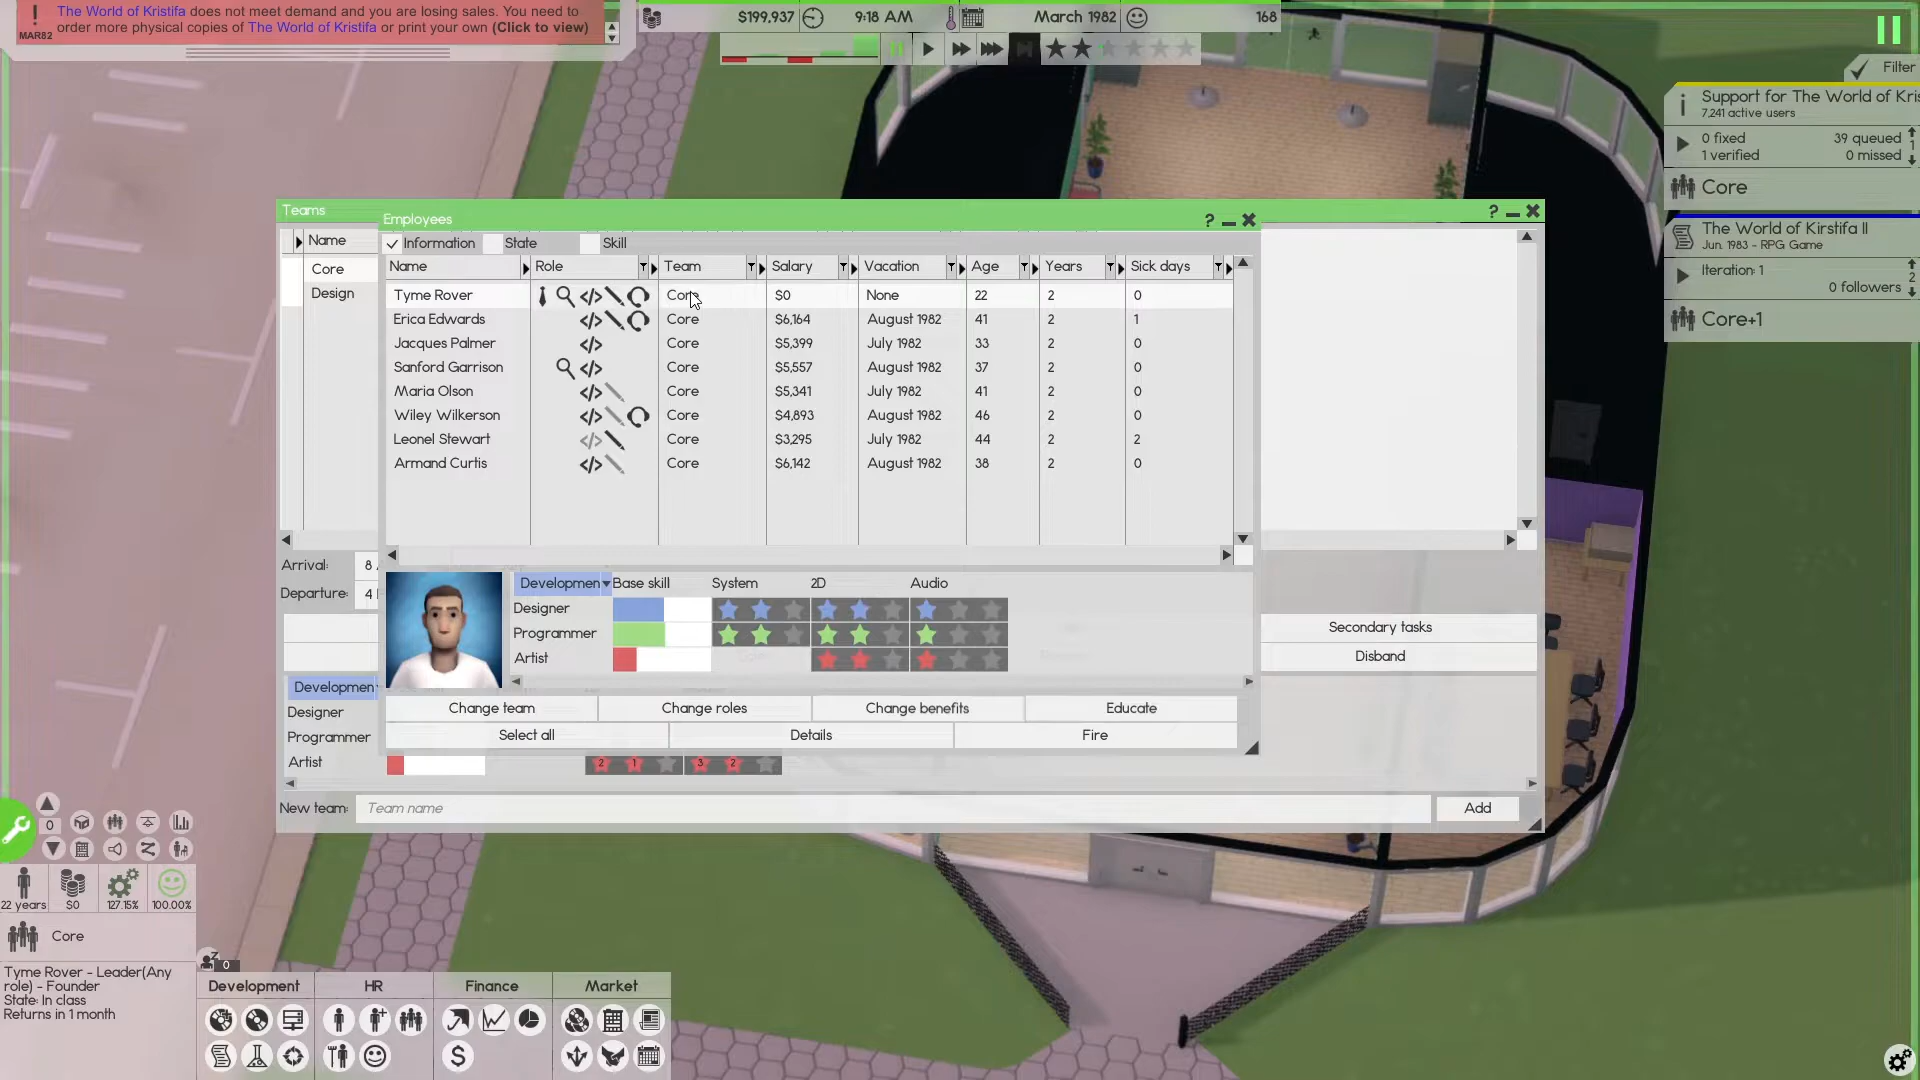 The World of Kristifa does not meet demand and you are losing sales. You need to
order more physical copies of The World of Kristifa or print your own (Click to view)
MAR82
$199,937
9:18 AM
March 1982
168
Filter
Support for The World of Kris
7,241 active users
0 fixed
39 queued
1
1 verified
0 missed
Core
The World of Kirstifa II
Jun. 1983 - RPG Game
Iteration: 1
2
0 followers
Core+1
Teams
?
Name
Core
Design
Arrival:
8
Departure:
4
Developmen
Designer
Programmer
Artist
2 1 3 2
Secondary tasks
Disband
New team:
Team name
Add
Employees
?
Information
State
Skill
Name Role Team Salary Vacation Age Years Sick days
Tyme Rover </> Core $0 None 22 2 0
Erica Edwards </> Core $6,164 August 1982 41 2 1
Jacques Palmer </> Core $5,399 July 1982 33 2 0
Sanford Garrison </> Core $5,557 August 1982 37 2 0
Maria Olson </> Core $5,341 July 1982 41 2 0
Wiley Wilkerson </> Core $4,893 August 1982 46 2 0
Leonel Stewart </> Core $3,295 July 1982 44 2 2
Armand Curtis </> Core $6,142 August 1982 38 2 0
Developmen Base skill System 2D Audio
Designer
Programmer
Artist
Change team
Change roles
Change benefits
Educate
Select all
Details
Fire
0
22 years
$0
127.15%
100.00%
Core
Tyme Rover - Leader(Any
role) - Founder
State: In class
Returns in 1 month
Z
0
Development
HR
Finance
Market
$